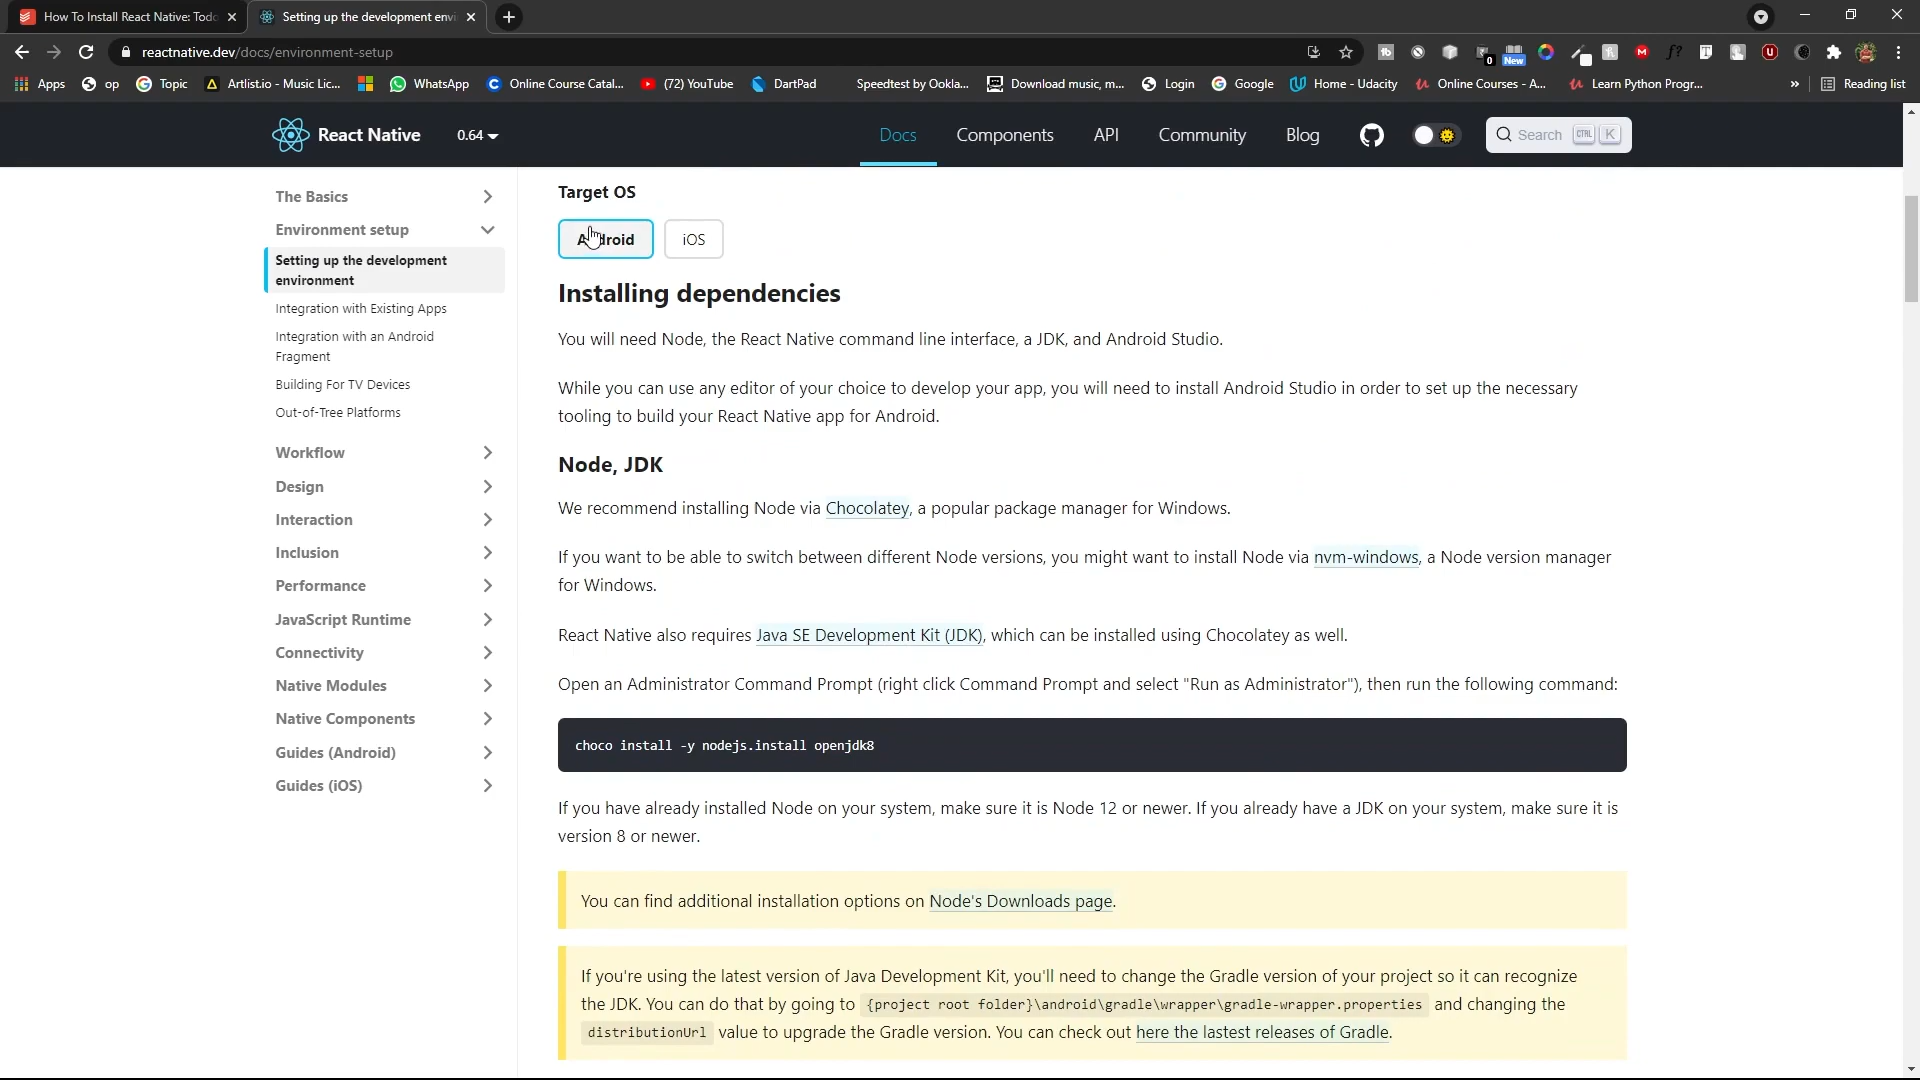 How To Install React Native: Todo
Setting up the development envi
reactnative.dev/docs/environment-setup
0
New
f?
Apps
op
Topic
Artlist.io - Music Lic...
WhatsApp
Online Course Catal...
(72) YouTube
DartPad
Speedtest by Ookla...
Download music, m...
Login
Google
Home - Udacity
Online Courses - A...
Learn Python Progr...
»
Reading list
React Native
0.64
Docs
Components
API
Community
Blog
Search
CTRL
K
The Basics
Environment setup
Setting up the development
environment
Integration with Existing Apps
Integration with an Android
Fragment
Building For TV Devices
Out-of-Tree Platforms
Workflow
Design
Interaction
Inclusion
Performance
JavaScript Runtime
Connectivity
Native Modules
Native Components
Guides (Android)
Guides (iOS)
Target OS
Android
iOS
Installing dependencies
You will need Node, the React Native command line interface, a JDK, and Android Studio.
While you can use any editor of your choice to develop your app, you will need to install Android Studio in order to set up the necessary
tooling to build your React Native app for Android.
Node, JDK
We recommend installing Node via Chocolatey, a popular package manager for Windows.
If you want to be able to switch between different Node versions, you might want to install Node via nvm-windows, a Node version manager
for Windows.
React Native also requires Java SE Development Kit (JDK), which can be installed using Chocolatey as well.
Open an Administrator Command Prompt (right click Command Prompt and select "Run as Administrator"), then run the following command:
choco install -y nodejs.install openjdk8
If you have already installed Node on your system, make sure it is Node 12 or newer. If you already have a JDK on your system, make sure it is
version 8 or newer.
You can find additional installation options on Node's Downloads page.
If you're using the latest version of Java Development Kit, you'll need to change the Gradle version of your project so it can recognize
the JDK. You can do that by going to {project root folder}\android\gradle\wrapper\gradle-wrapper.properties and changing the
distributionUrl value to upgrade the Gradle version. You can check out here the lastest releases of Gradle.